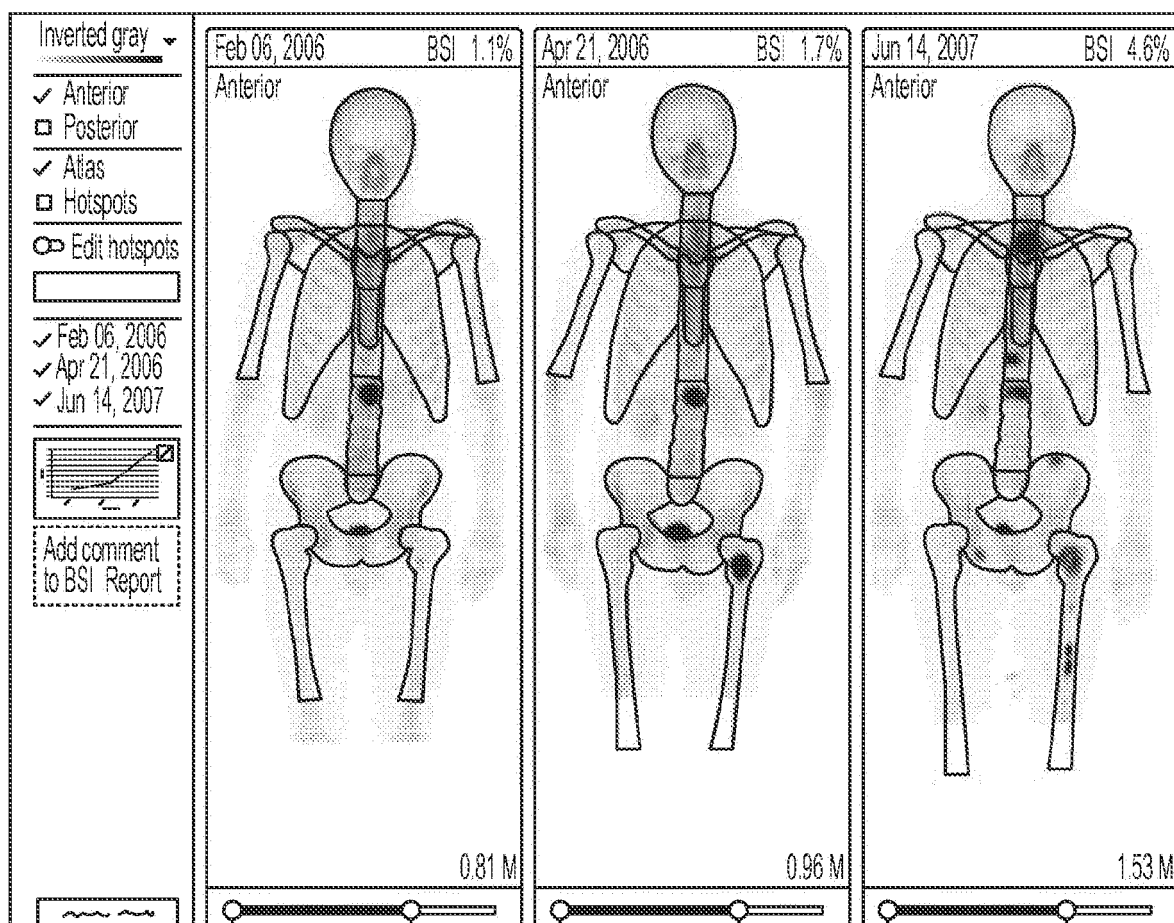 Inverted gray
Anterior
Posterior
Atlas
Hotspots
Edit hotspots
Feb 06, 2006
Apr 21, 2006
Jun 14, 2007
Add comment
to BSI Report
Feb 06, 2006 BSI 1.1%
Anterior
0.81 M
Apr 21, 2006 BSI 1.7%
Anterior
0.96 M
Jun 14, 2007 BSI 4.6%
Anterior
1.53 M